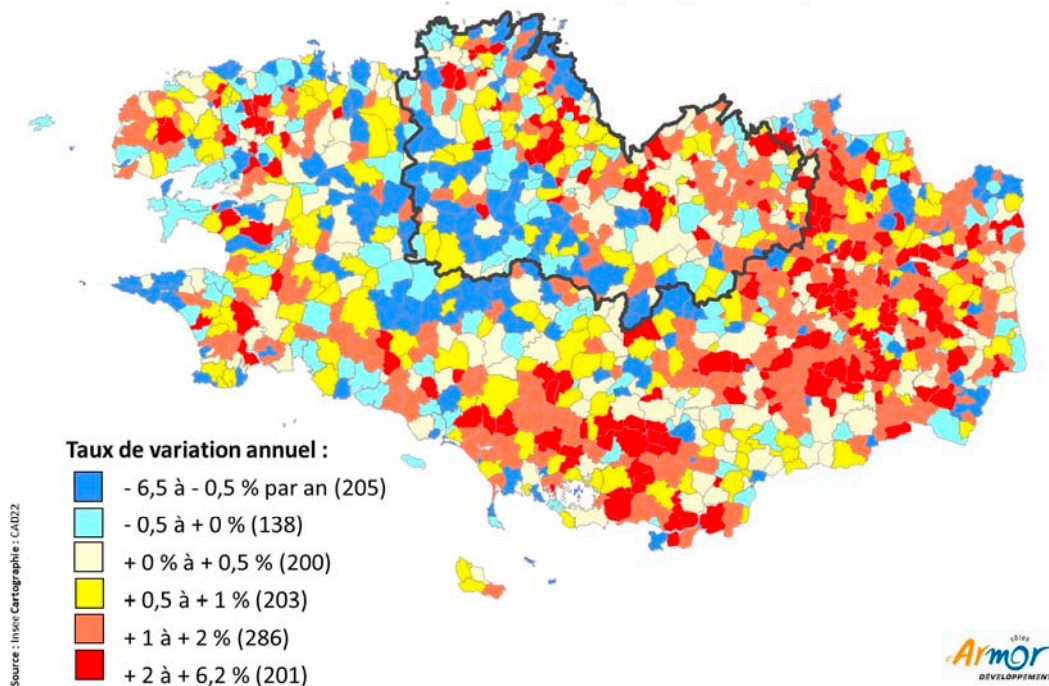 Taux de variation annuel :
- 6,5 à - 0,5 % par an (205)
- 0,5 à + 0 % (138)
+ 0 % à + 0,5 % (200)
+ 0,5 à + 1 % (203)
+ 1 à + 2 % (286)
+ 2 à + 6,2 % (201)
Source : Insee Cartographie : CAD22
côtes
d'Armor
DÉVELOPPEMENT